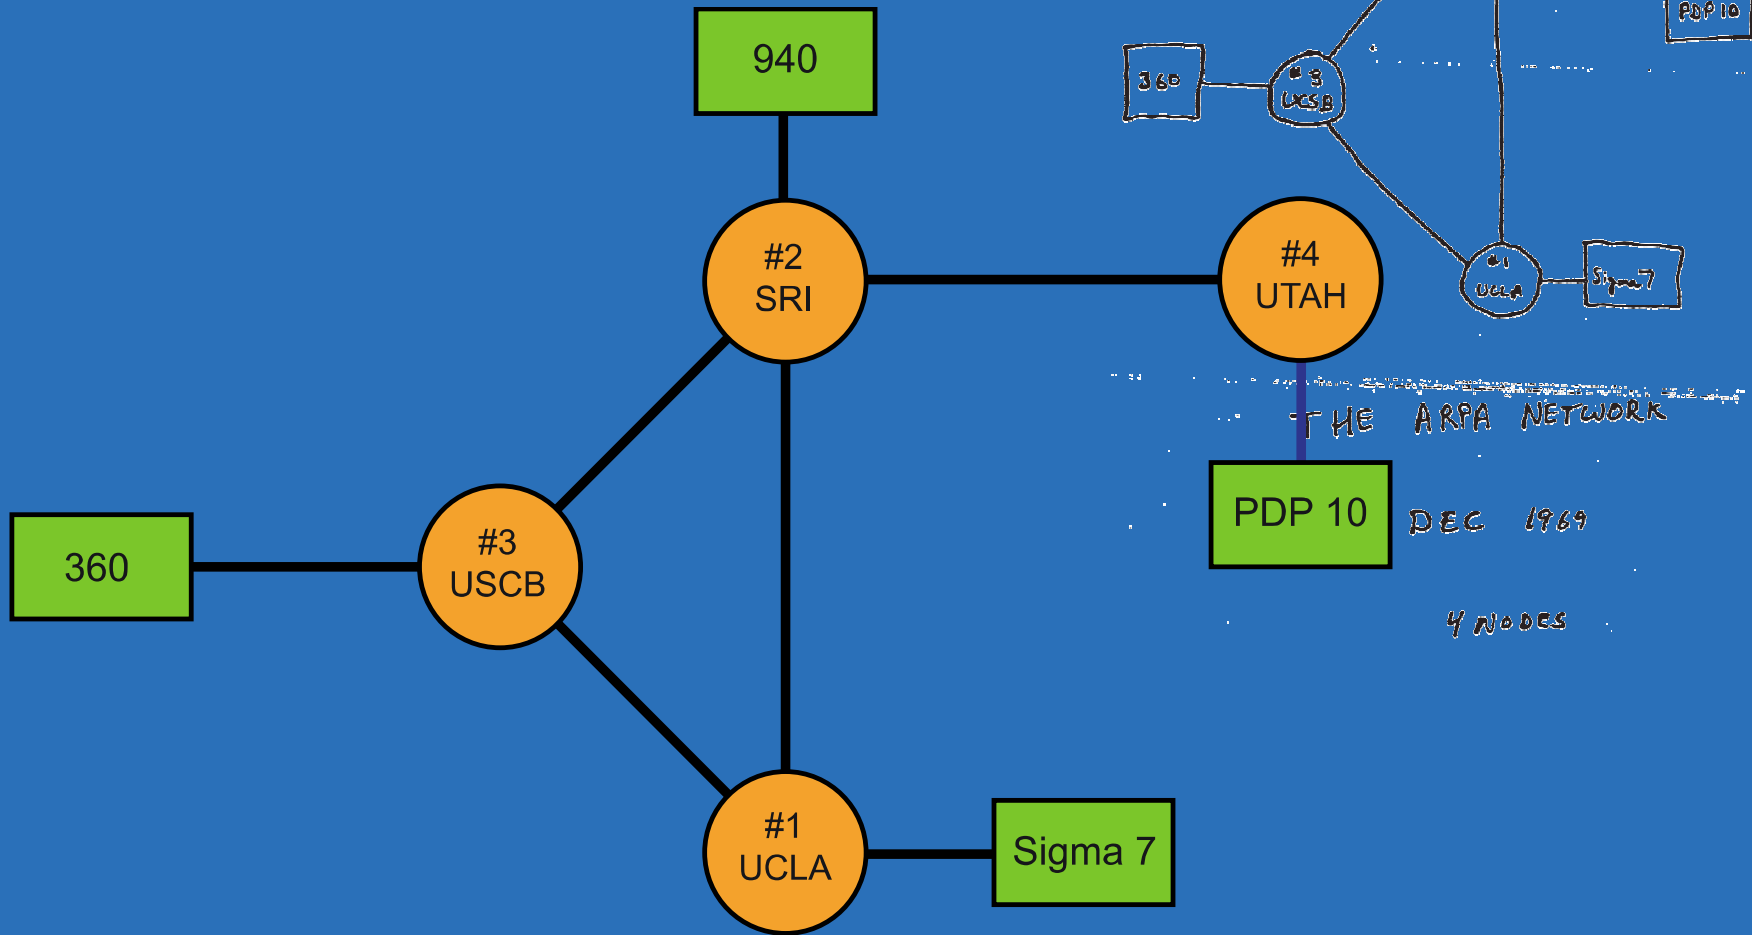 940
PDP 10
360
#3
UCSB
#2
SRI
#4
UTAH
#1
UCLA
Sigma 7
THE ARPA NETWORK
PDP 10
DEC 1969
360
#3
USCB
4 NODES
#1
UCLA
Sigma 7